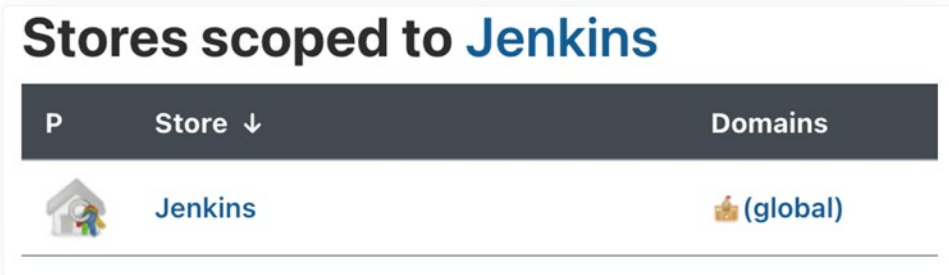 Stores scoped to Jenkins
P Store ↓ Domains
Jenkins (global)